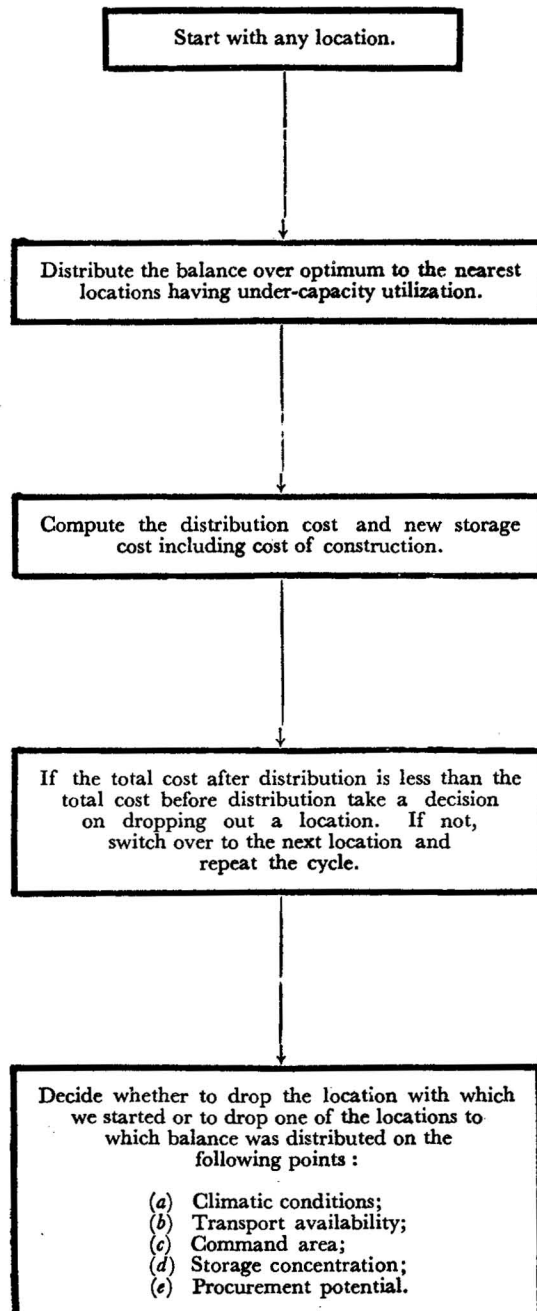 Start with any location.
Distribute the balance over optimum to the nearest
locations having under-capacity utilization.
Compute the distribution cost and new storage
cost including cost of construction.
If the total cost after distribution is less than the
total cost before distribution take a decision
on dropping out a location. If not,
switch over to the next location and
repeat the cycle.
Decide whether to drop the location with which
we started or to drop one of the locations to
which balance was distributed on the
following points :
(a) Climatic conditions;
(b) Transport availability;
(c) Command area;
(d) Storage concentration;
(e) Procurement potential.